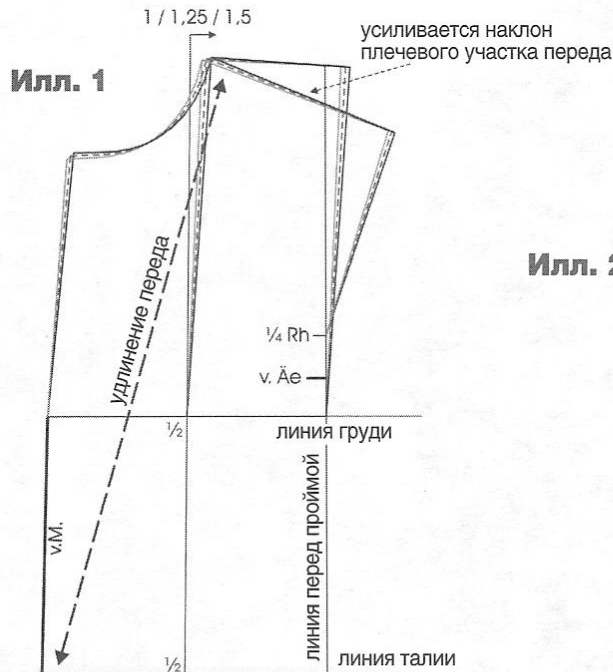 1 / 1,25 / 1,5
усиливается наклон
плечевого участка переда
Илл. 1
Илл. 2
удлинение переда
¼ Rh
v. Äe
½
линия груди
v.M.
линия перед проймой
½
линия талии